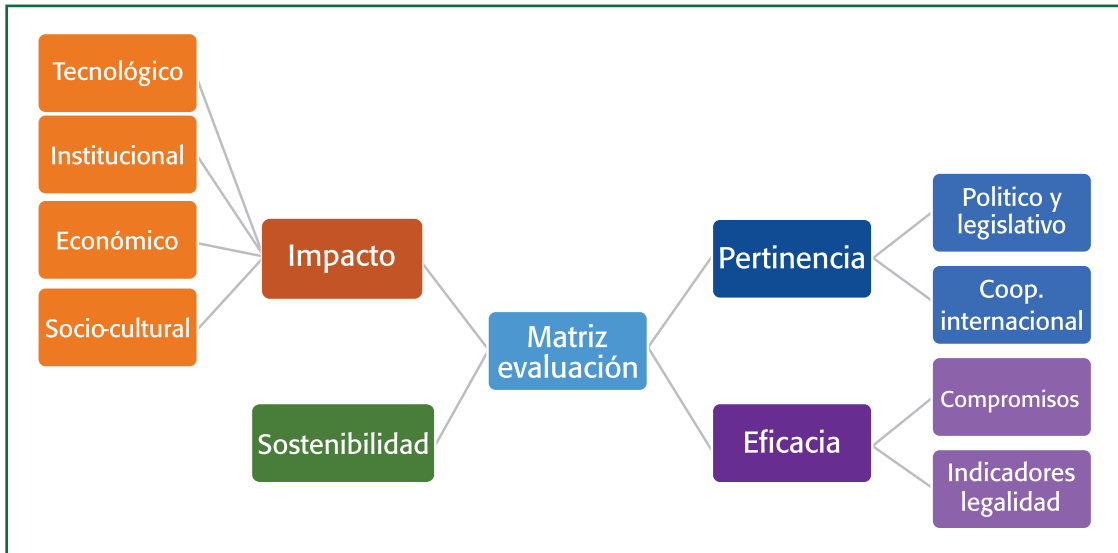 Tecnológico
Institucional
Económico
Socio-cultural
Impacto
Sostenibilidad
Matriz
evaluación
Pertinencia
Eficacia
Politico y
legislativo
Coop.
internacional
Compromisos
Indicadores
legalidad